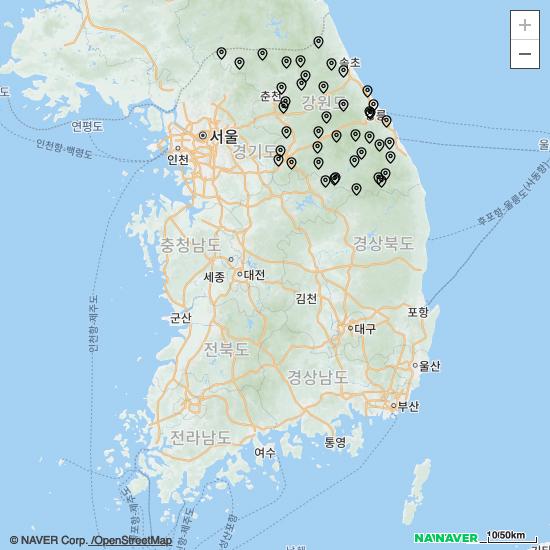 +
−
속초
춘천
강원도
강릉
연평도
서울
경기도
인천
인천항-백령도
울
후포항-울릉도(사동항)
충청남도
경상북도
세종
대전
김천
포항
군산
인천항-제주도
대구
전북도
울산
경상남도
부산
전라남도
통영
여수
© NAVER Corp. /OpenStreetMap
NAVER
10/50km